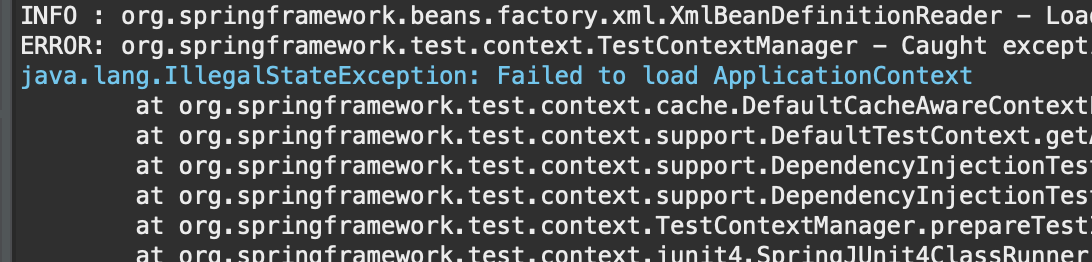 INFO : org.springframework.beans.factory.xml.XmlBeanDefinitionReader - Loa
ERROR: org.springframework.test.context.TestContextManager - Caught excepti
java.lang.IllegalStateException: Failed to load ApplicationContext
at org.springframework.test.context.cache.DefaultCacheAwareContext
at org.springframework.test.context.support.DefaultTestContext.get
at org.springframework.test.context.support.DependencyInjectionTes
at org.springframework.test.context.support.DependencyInjectionTes
at org.springframework.test.context.TestContextManager.prepareTest
at org.springframework.test.context.junit4.SpringJUnit4ClassRunner